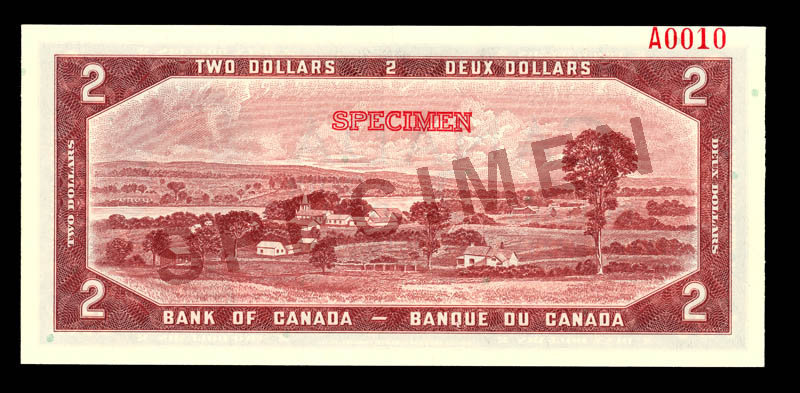 A0010
2 TWO DOLLARS 2 DEUX DOLLARS 2
SPECIMEN
SPECIMEN
TWO DOLLARS
DEUX DOLLARS
2 BANK OF CANADA — BANQUE DU CANADA 2